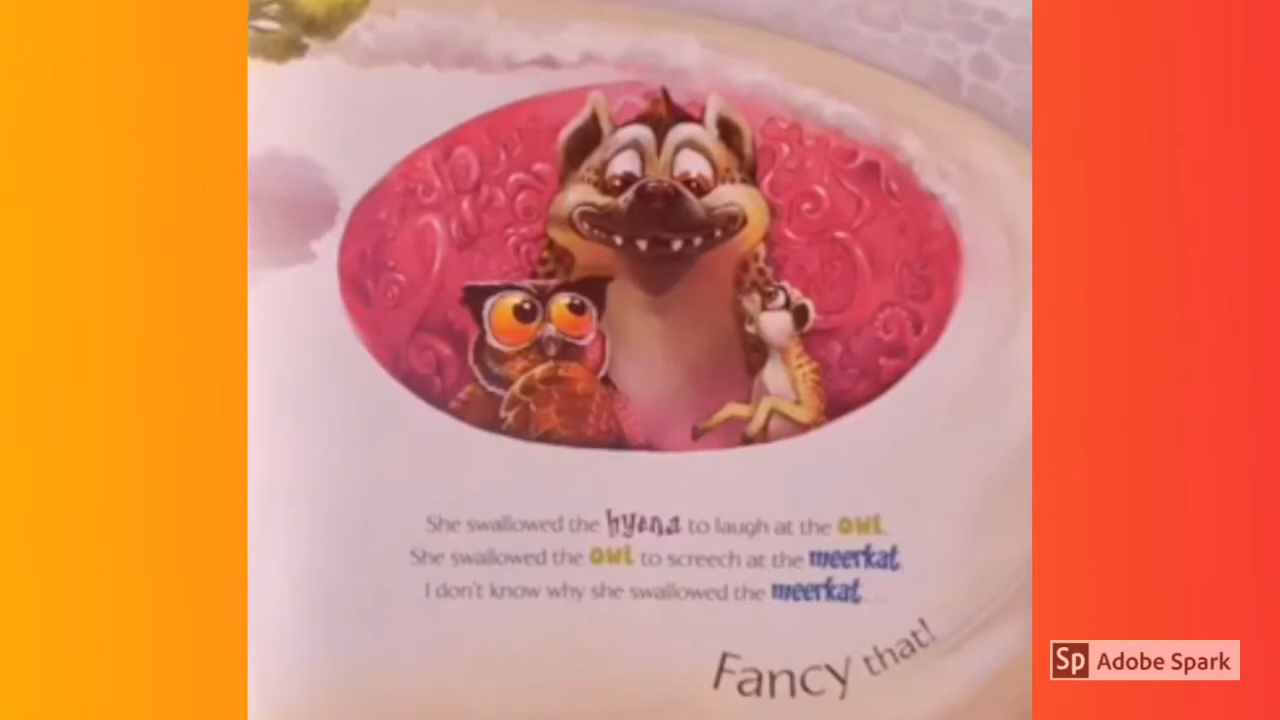 She swallowed the hyena to laugh at the owl.
She swallowed the owl to screech at the meerkat.
I don't know why she swallowed the meerkat...
Fancy that!
Sp Adobe Spark